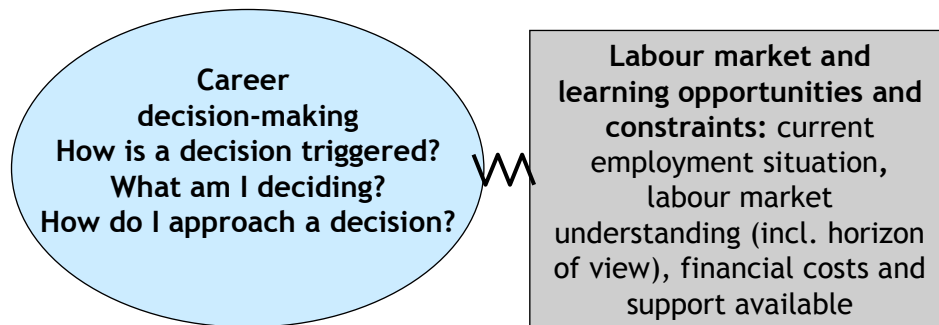 Career
decision-making
How is a decision triggered?
What am I deciding?
How do I approach a decision?
Labour market and
learning opportunities and
constraints: current
employment situation,
labour market
understanding (incl. horizon
of view), financial costs and
support available